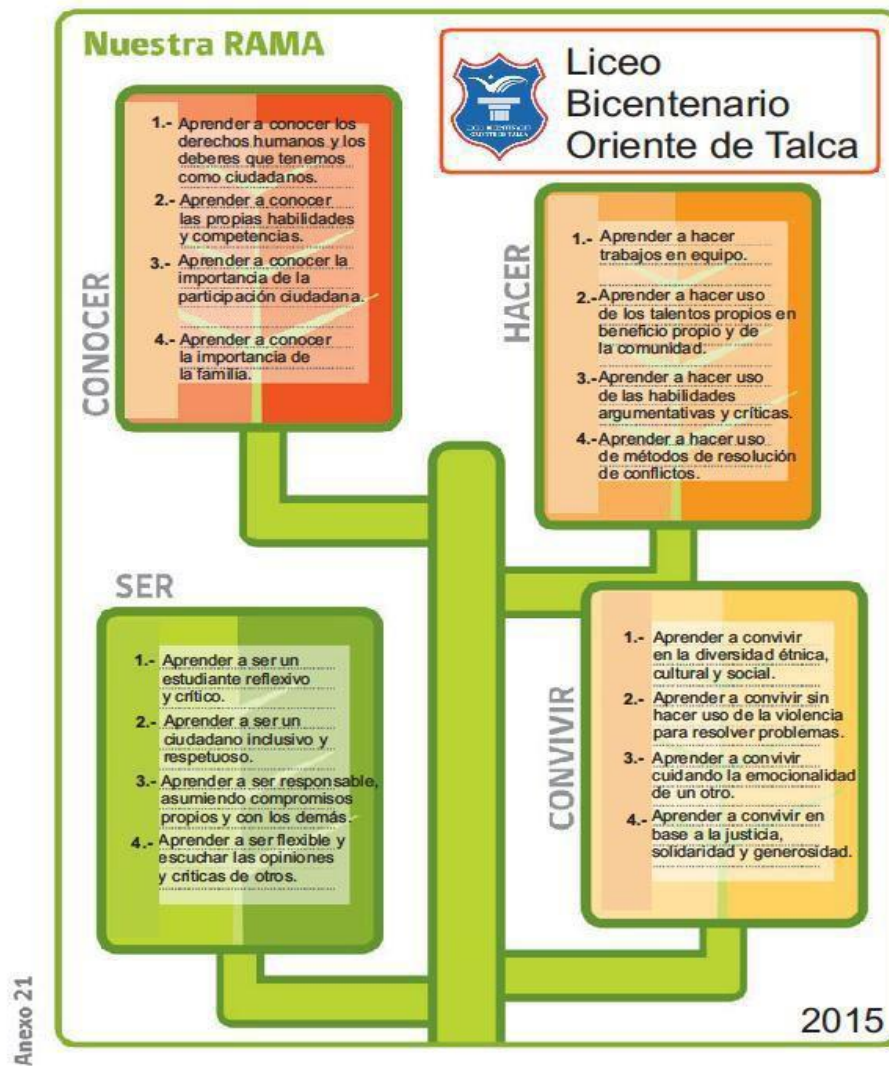 Nuestra RAMA
LICEO BICENTENARIO
ORIENTE DE TALCA
Liceo
Bicentenario
Oriente de Talca
CONOCER
1.- Aprender a conocer los
derechos humanos y los
deberes que tenemos
como ciudadanos.
2.- Aprender a conocer
las propias habilidades
y competencias.
3.- Aprender a conocer la
importancia de la
participación ciudadana.
4.- Aprender a conocer
la importancia de
la familia.
HACER
1.- Aprender a hacer
trabajos en equipo.
2.- Aprender a hacer uso
de los talentos propios en
beneficio propio y de
la comunidad.
3.- Aprender a hacer uso
de las habilidades
argumentativas y críticas.
4.- Aprender a hacer uso
de métodos de resolución
de conflictos.
SER
1.- Aprender a ser un
estudiante reflexivo
y crítico.
2.- Aprender a ser un
ciudadano inclusivo y
respetuoso.
3.- Aprender a ser responsable,
asumiendo compromisos
propios y con los demás.
4.- Aprender a ser flexible y
escuchar las opiniones
y criticas de otros.
CONVIVIR
1.- Aprender a convivir
en la diversidad étnica,
cultural y social.
2.- Aprender a convivir sin
hacer uso de la violencia
para resolver problemas.
3.- Aprender a convivir
cuidando la emocionalidad
de un otro.
4.- Aprender a convivir en
base a la justicia,
solidaridad y generosidad.
Anexo 21
2015